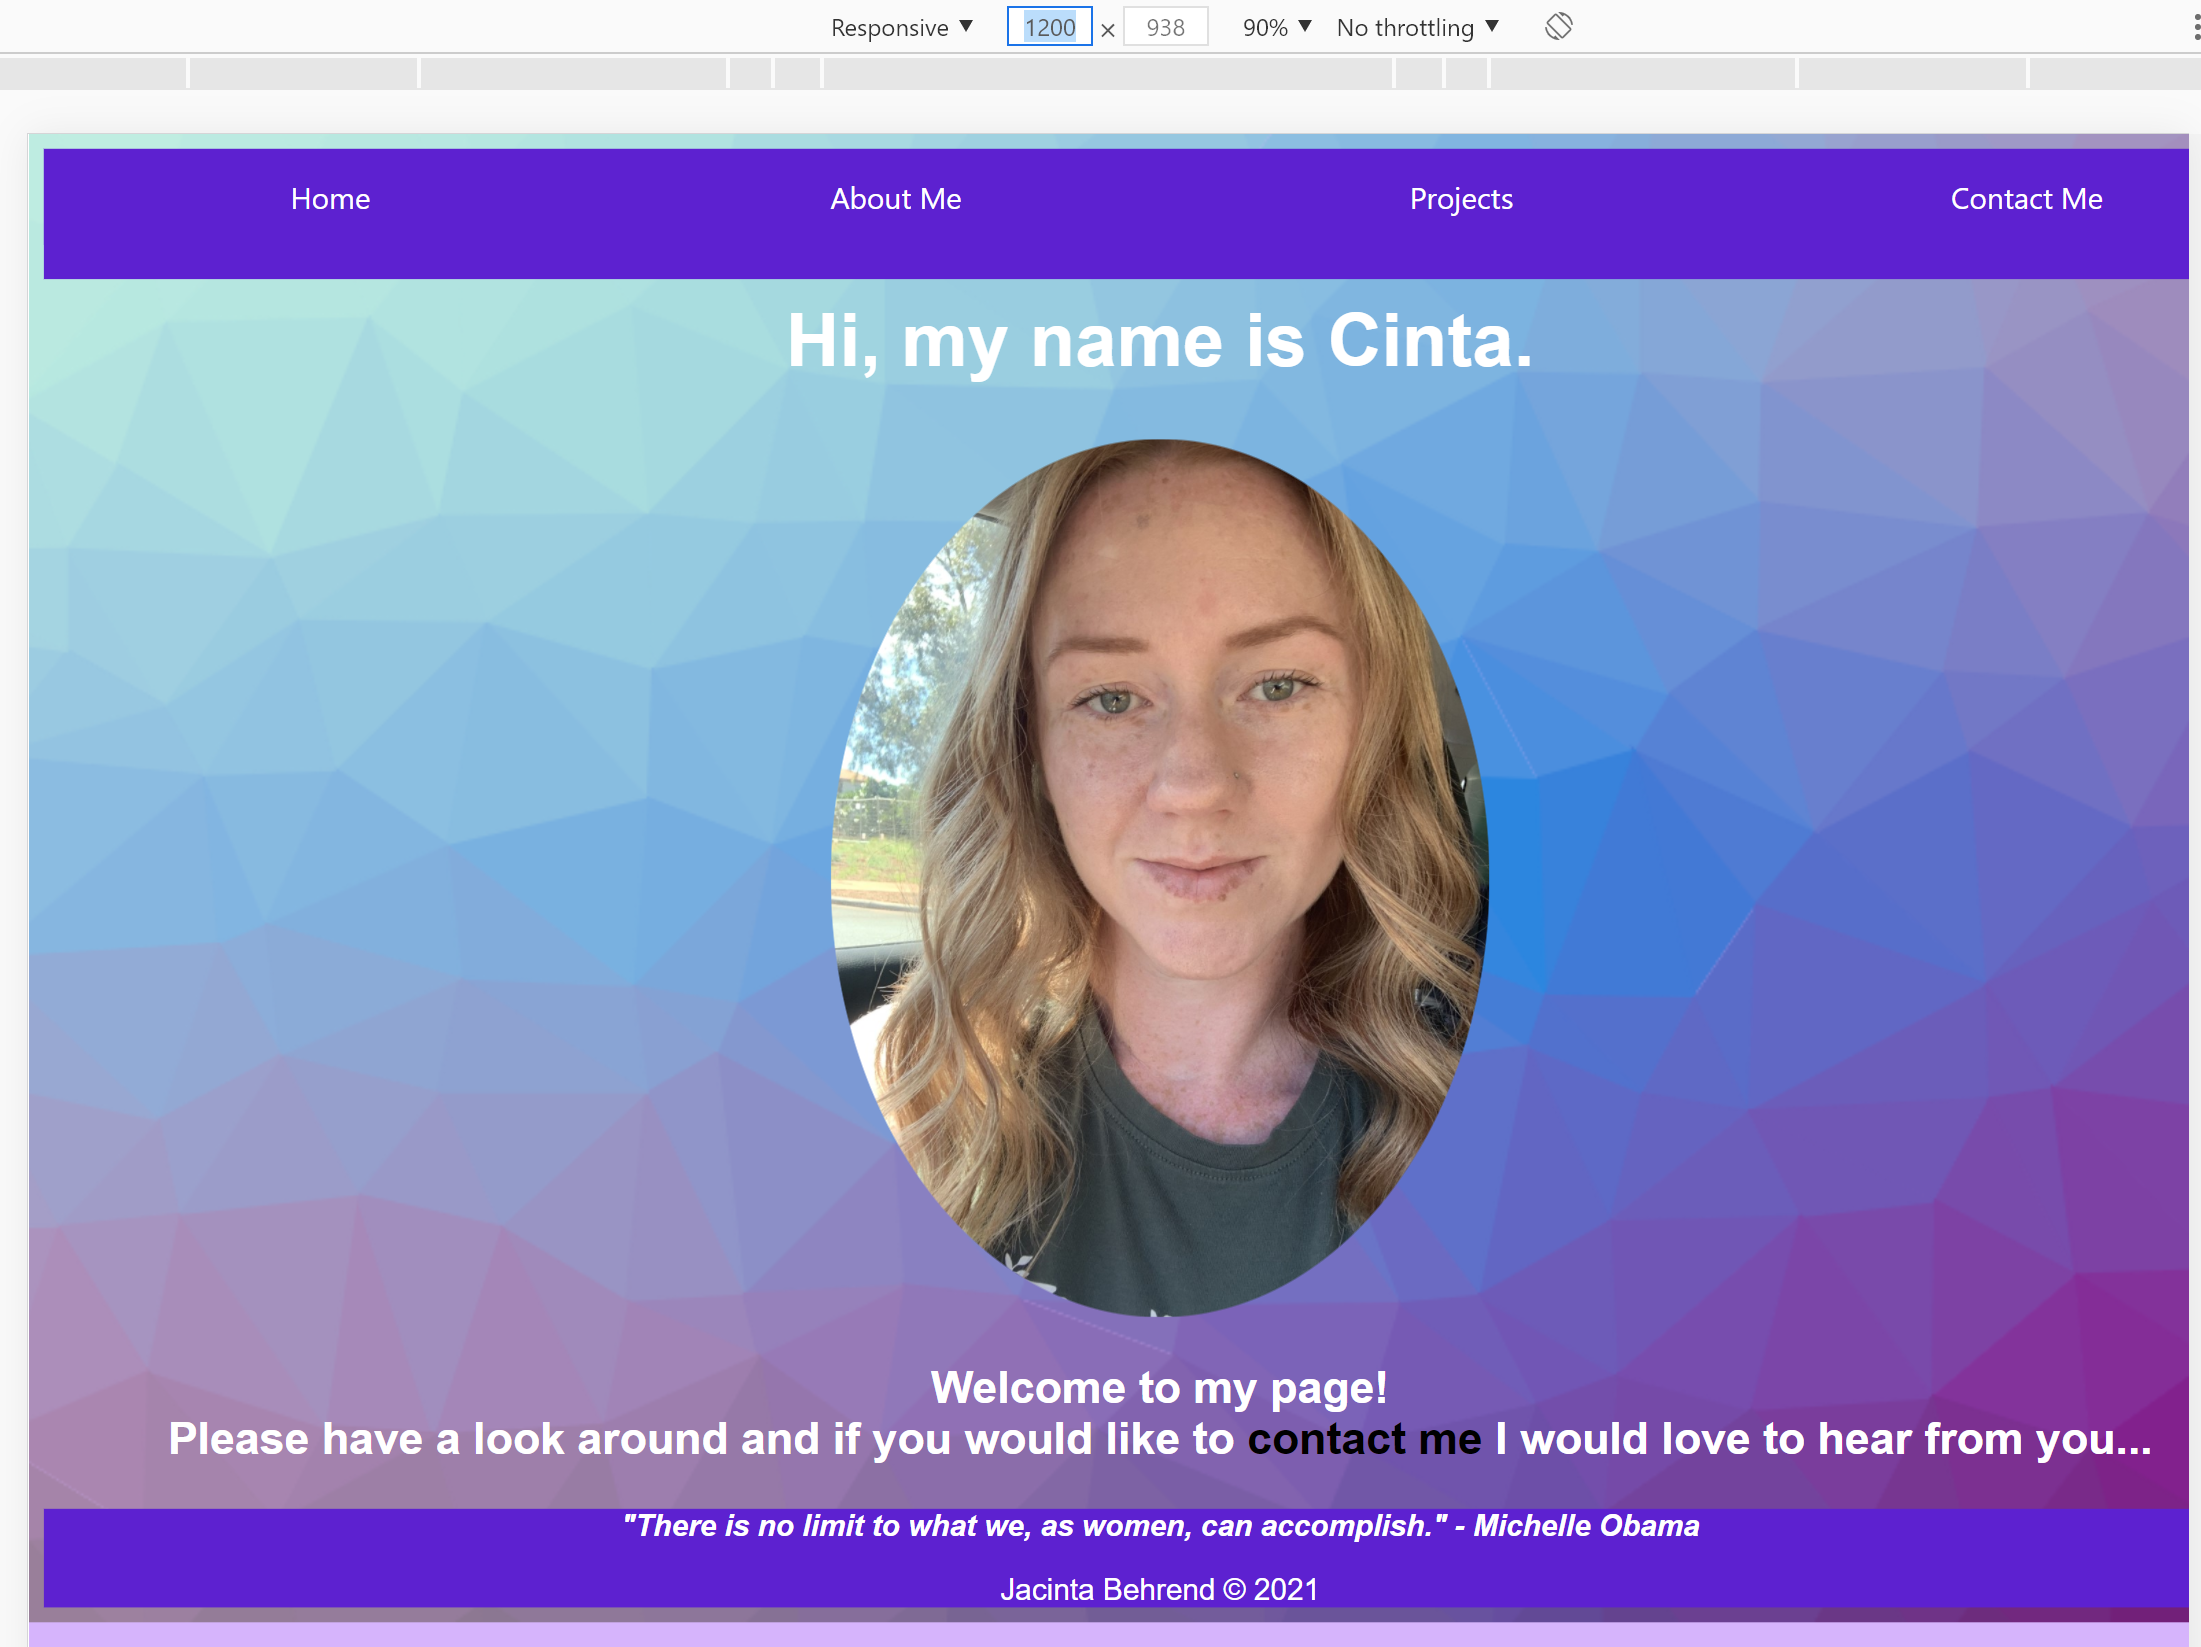 Responsive ▼ 1200 × 938 90% ▼ No throttling ▼
Home About Me Projects Contact Me
Hi, my name is Cinta.
Welcome to my page!
Please have a look around and if you would like to contact me I would love to hear from you...
"There is no limit to what we, as women, can accomplish." - Michelle Obama
Jacinta Behrend © 2021